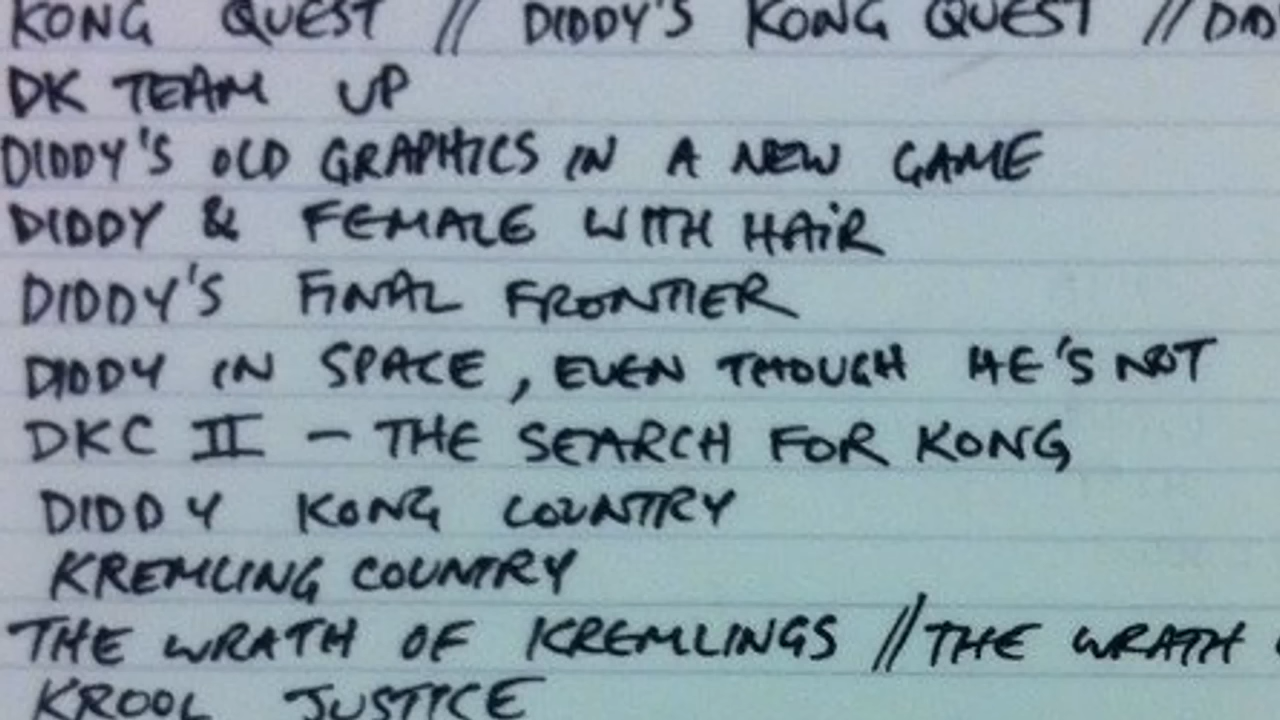 KONG QUEST // DIDDY'S KONG QUEST // DID
DK TEAM UP
DIDDY'S OLD GRAPHICS IN A NEW GAME
DIDDY & FEMALE WITH HAIR
DIDDY'S FINAL FRONTIER
DIDDY IN SPACE, EVEN THOUGH HE'S NOT
DKC II - THE SEARCH FOR KONG
DIDDY KONG COUNTRY
KREMLING COUNTRY
THE WRATH OF KREMLINGS // THE WRATH
KROOL JUSTICE